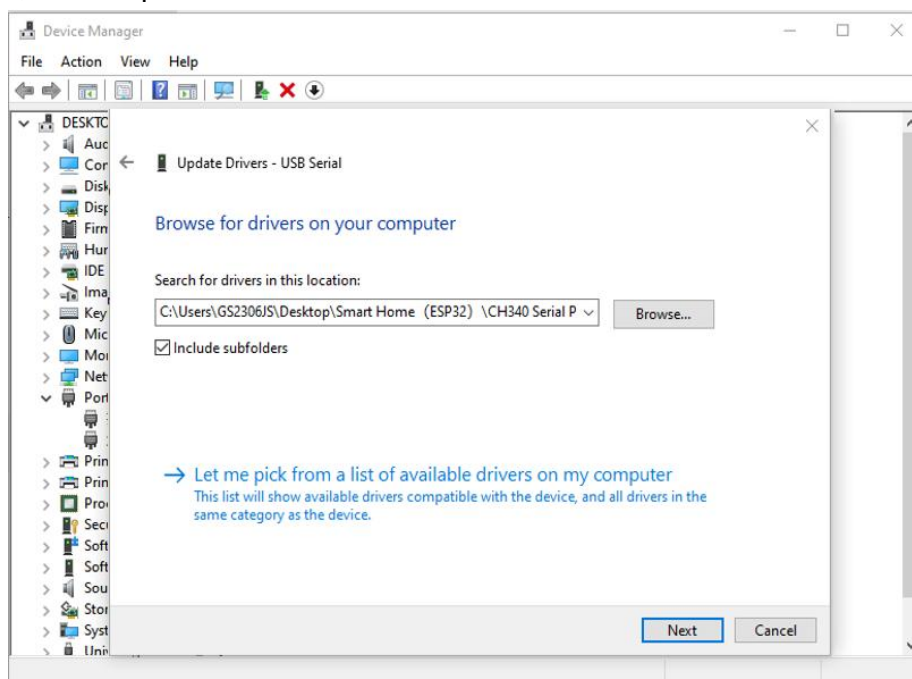 Device Manager
File Action View Help
DESKTC
Auc
Cor
Disk
Disp
Firn
Hur
IDE
Ima
Key
Mic
Mor
Net
Port
Prin
Prin
Pro
Secu
Soft
Soft
Sou
Stor
Syst
Univ
Update Drivers - USB Serial
Browse for drivers on your computer
Search for drivers in this location:
C:\Users\GS2306JS\Desktop\Smart Home（ESP32）\CH340 Serial P
Browse...
Include subfolders
Let me pick from a list of available drivers on my computer
This list will show available drivers compatible with the device, and all drivers in the
same category as the device.
Next Cancel